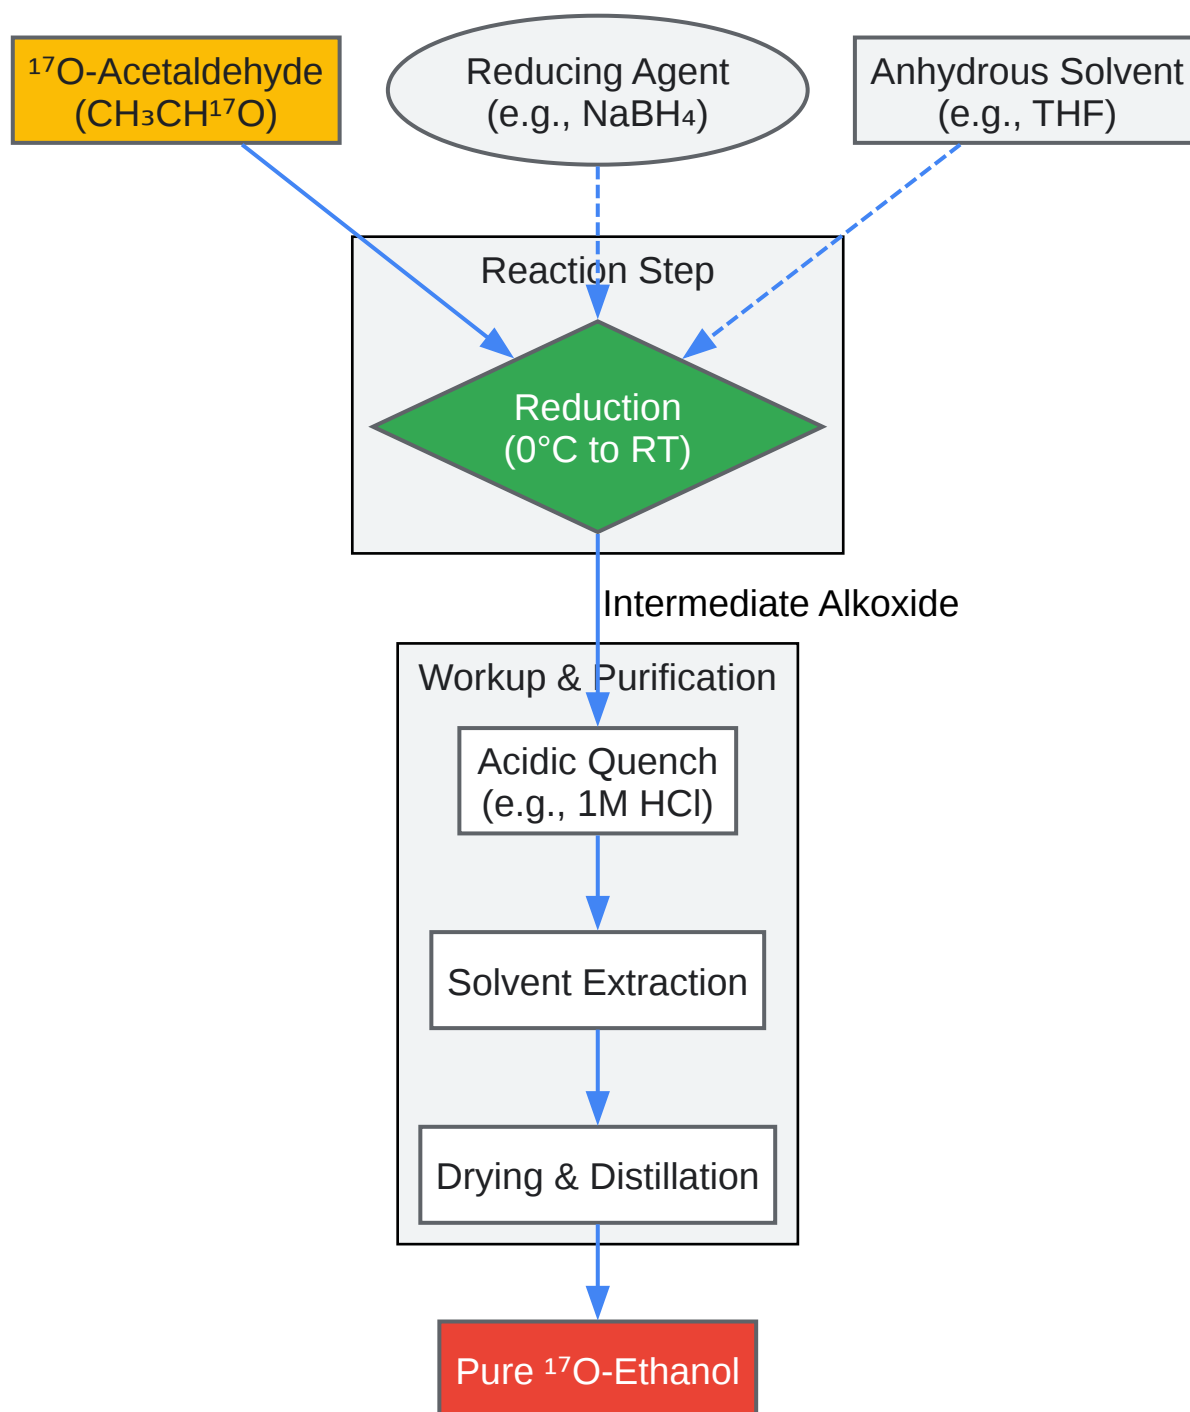 ¹⁷O-Acetaldehyde
(CH₃CH¹⁷O)
Reducing Agent
(e.g., NaBH₄)
Anhydrous Solvent
(e.g., THF)
Reaction Step
Reduction
(0°C to RT)
Intermediate Alkoxide
Workup & Purification
Acidic Quench
(e.g., 1M HCl)
Solvent Extraction
Drying & Distillation
Pure ¹⁷O-Ethanol